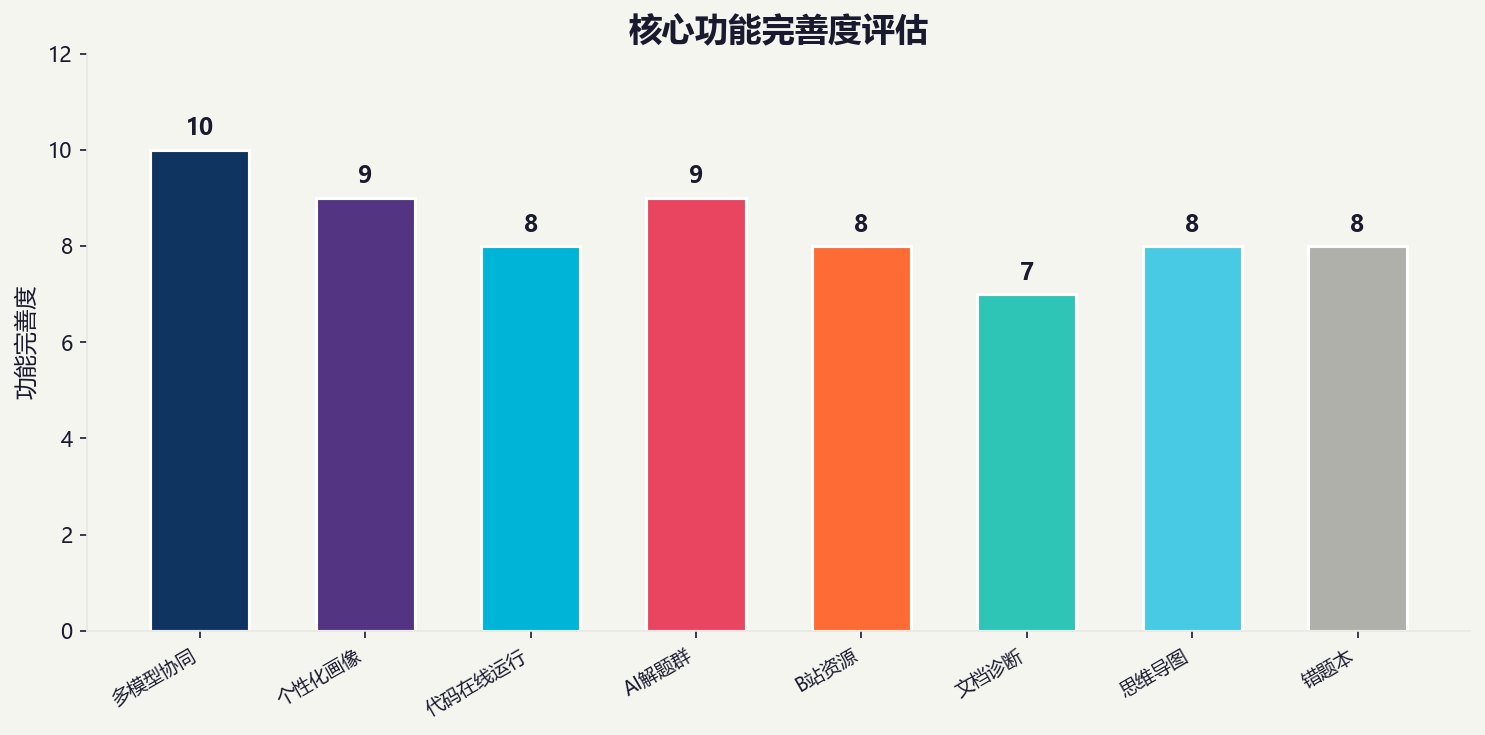 核心功能完善度评估
功能完善度
12
10
8
6
4
2
0
10
9
8
9
8
7
8
8
多模型协同
个性化画像
代码在线运行
AI解题群
B站资源
文档诊断
思维导图
错题本